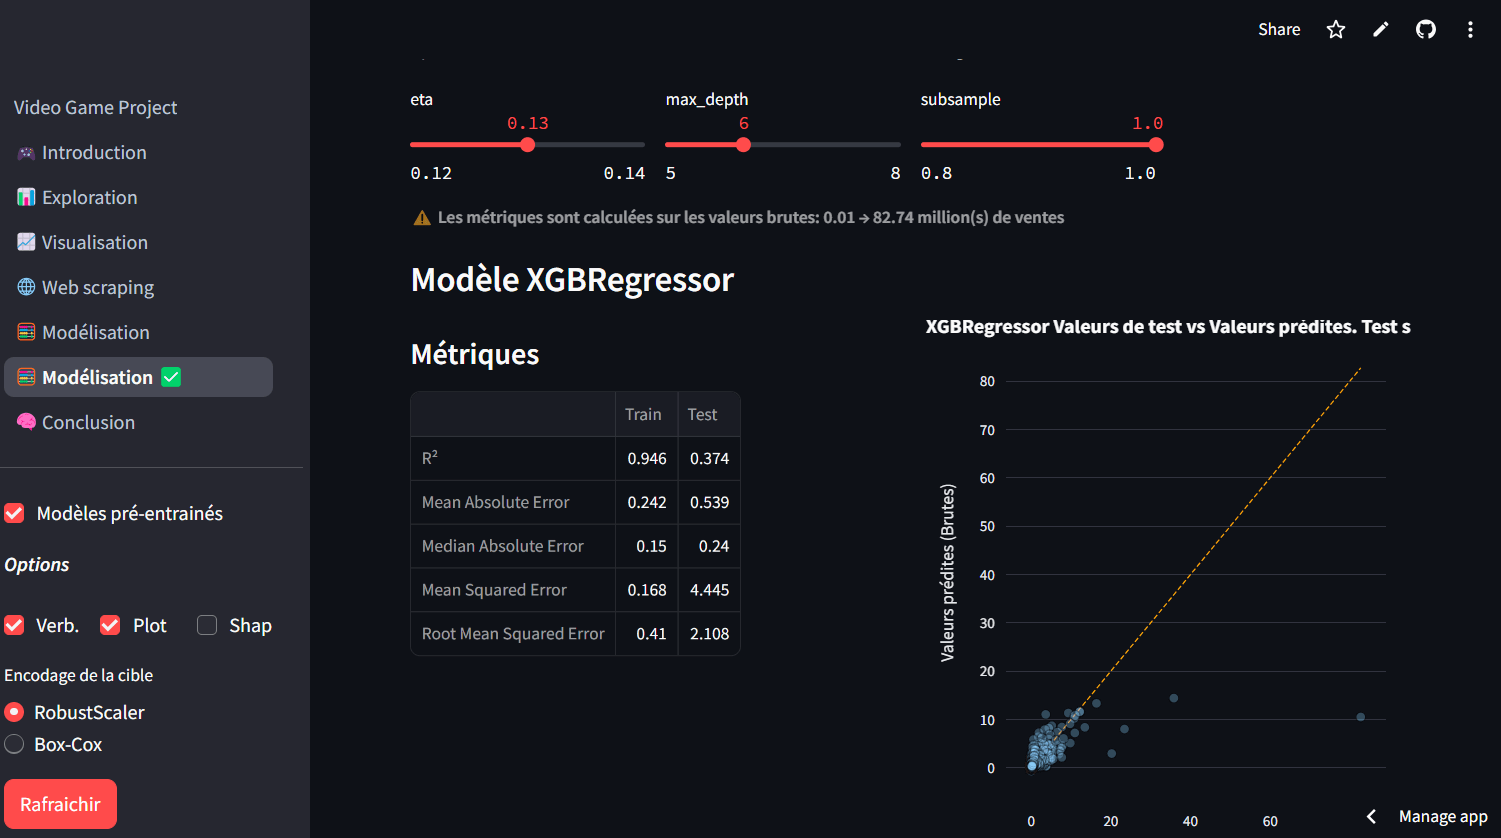 Share
Video Game Project
Introduction
Exploration
Visualisation
Web scraping
Modélisation
Modélisation
Conclusion
Modèles pré-entrainés
Options
Verb. Plot Shap
Encodage de la cible
RobustScaler
Box-Cox
Rafraichir
eta max_depth subsample
0.13 6 1.0
0.12 0.14 5 8 0.8 1.0
Les métriques sont calculées sur les valeurs brutes: 0.01 → 82.74 million(s) de ventes
Modèle XGBRegressor
Métriques
Train Test
R² 0.946 0.374
Mean Absolute Error 0.242 0.539
Median Absolute Error 0.15 0.24
Mean Squared Error 0.168 4.445
Root Mean Squared Error 0.41 2.108
XGBRegressor Valeurs de test vs Valeurs prédites. Test s
Valeurs prédites (Brutes)
80
70
60
50
40
30
20
10
0
0 20 40 60
Manage app